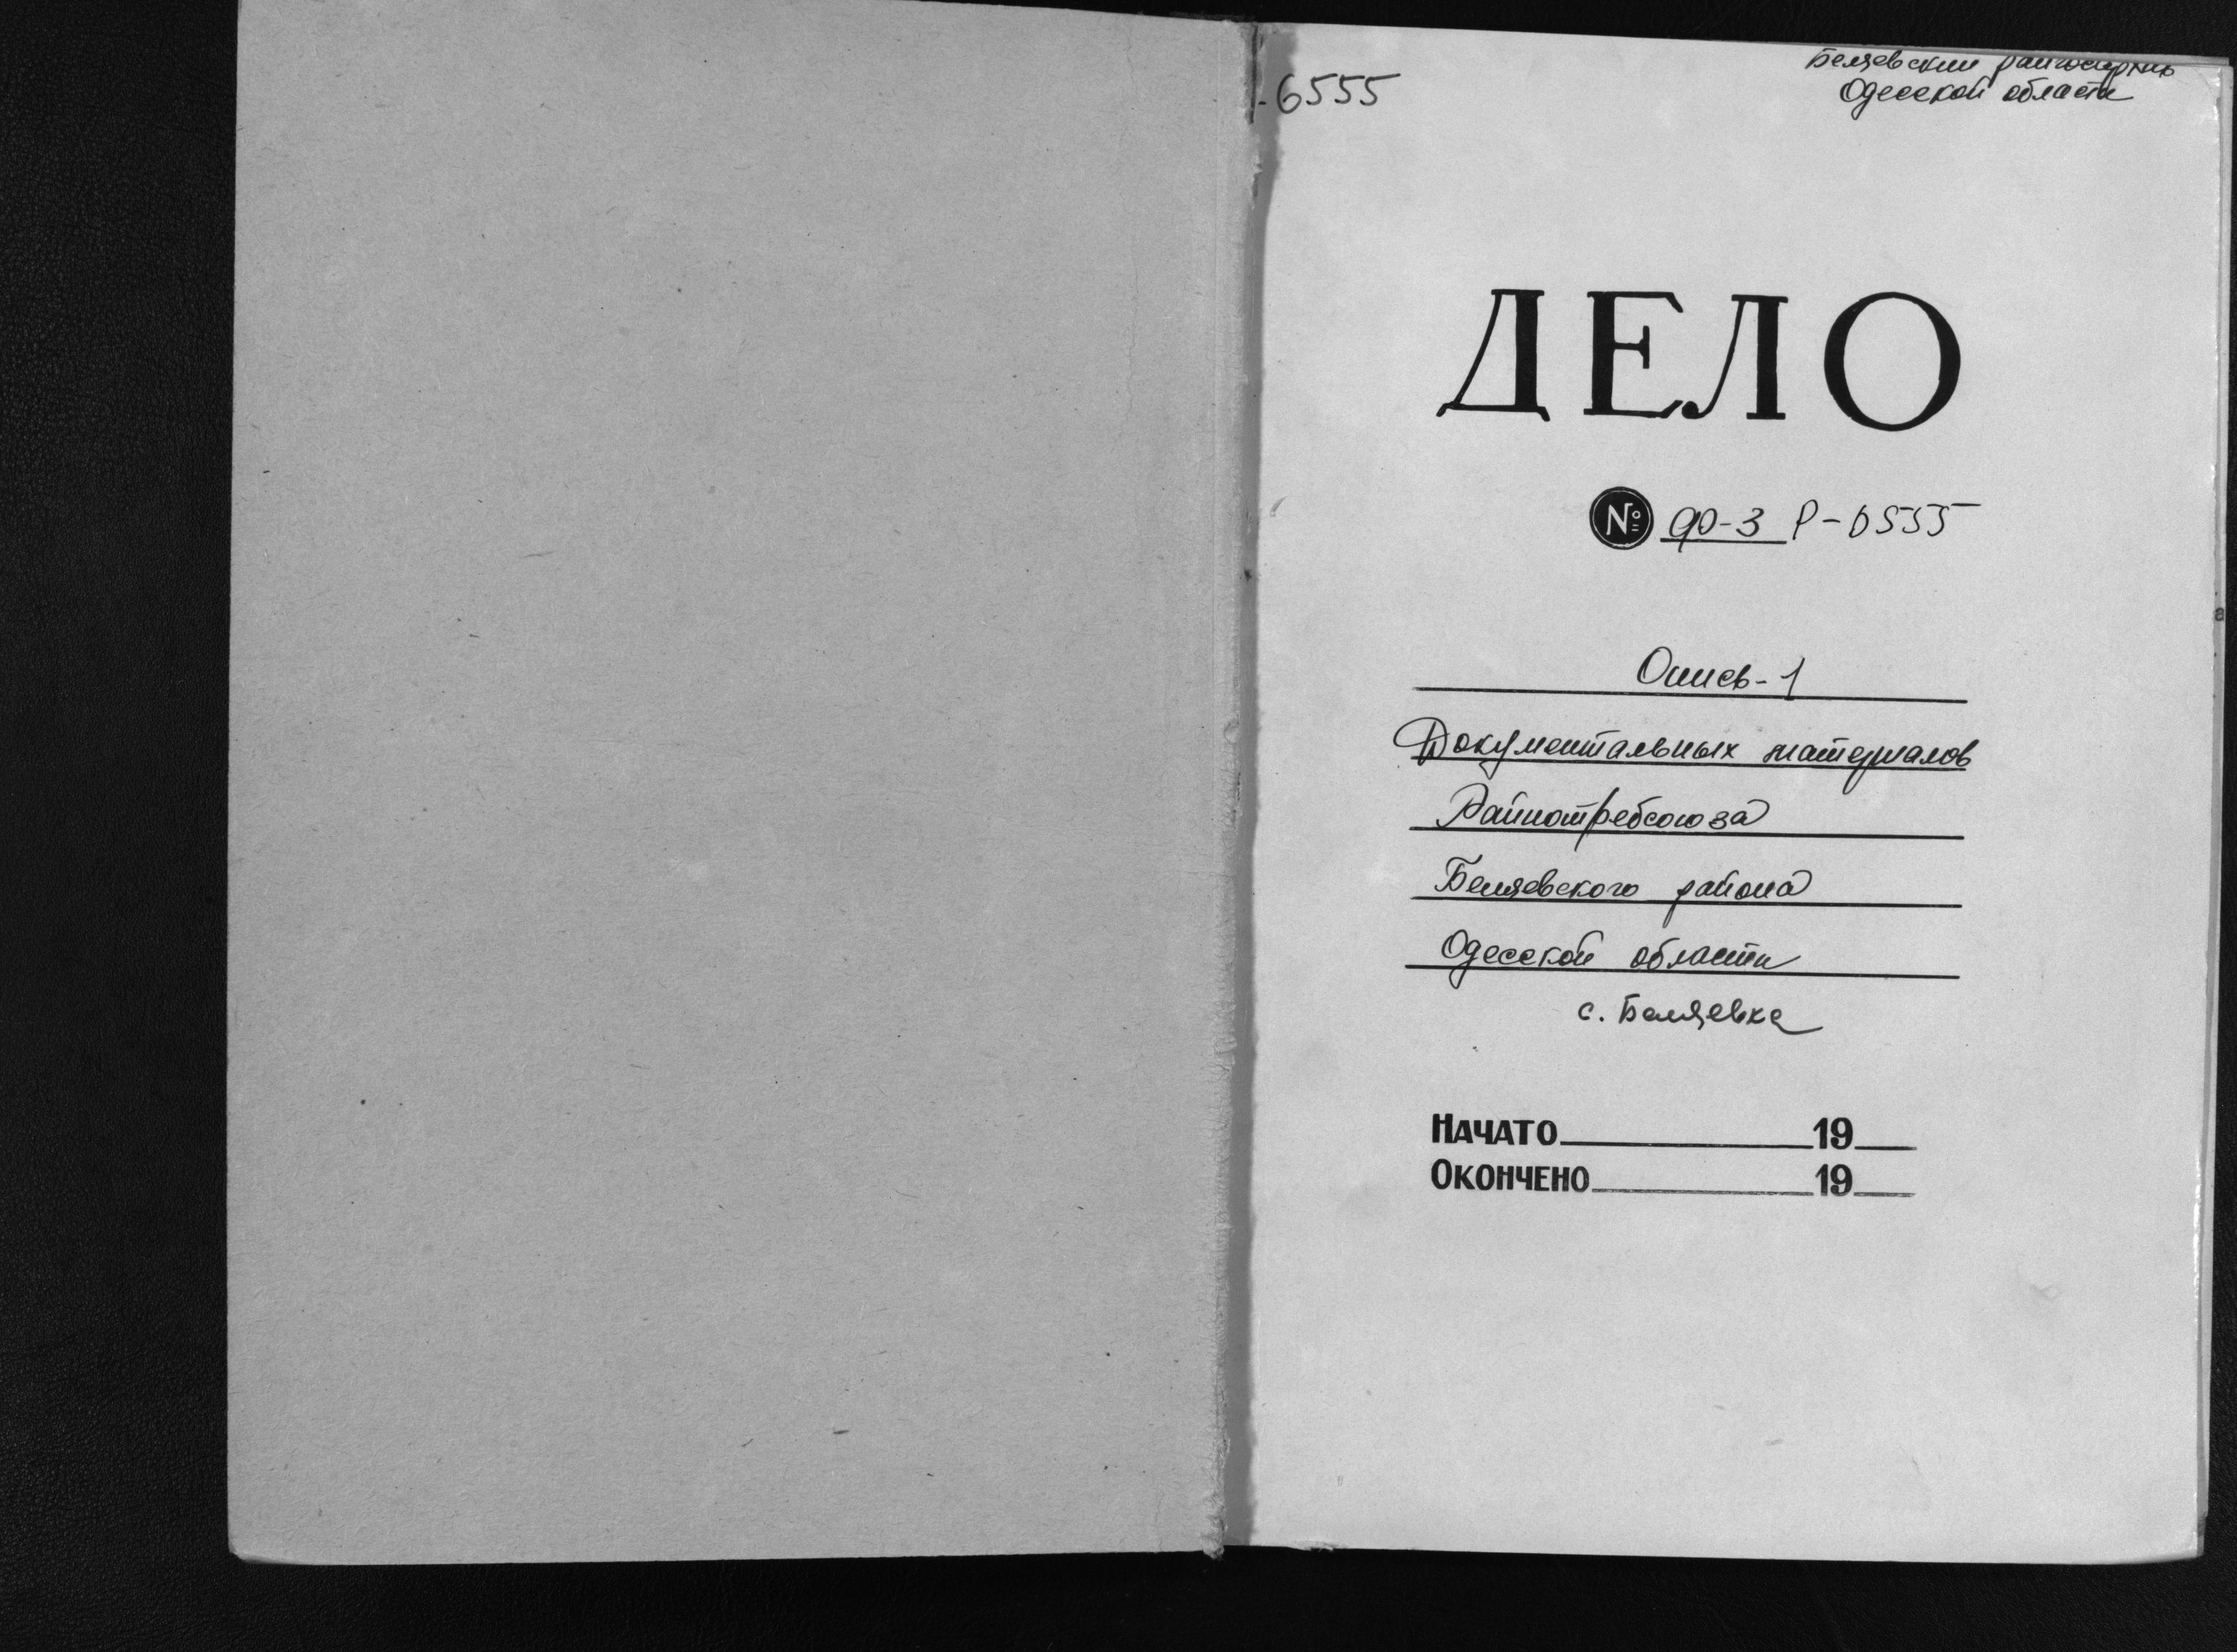 -6555
Беляевский райгосархив
Одесской области
ДЕЛО
№ ф-3 Р-6555
Опись-1
Документальных материалов
Райпотребсоюза
Беляевского района
Одесской области
с. Беляевка
НАЧАТО 19
ОКОНЧЕНО 19